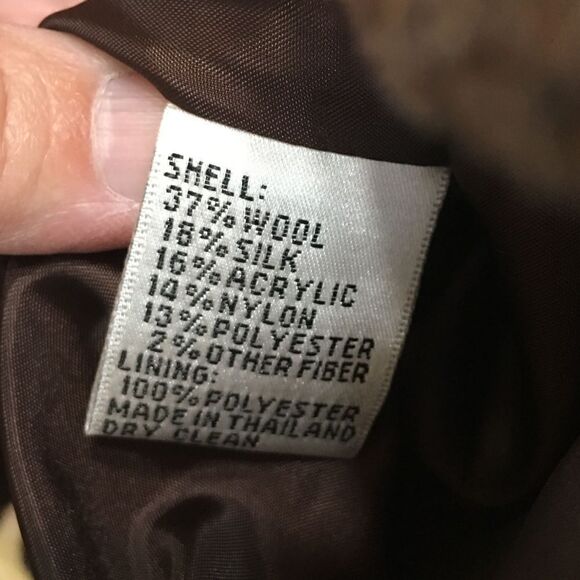 SHELL:
37% WOOL
18% SILK
16% ACRYLIC
14% NYLON
13% POLYESTER
2% OTHER FIBER
LINING:
100% POLYESTER
MADE IN THAILAND
DRY CLEAN